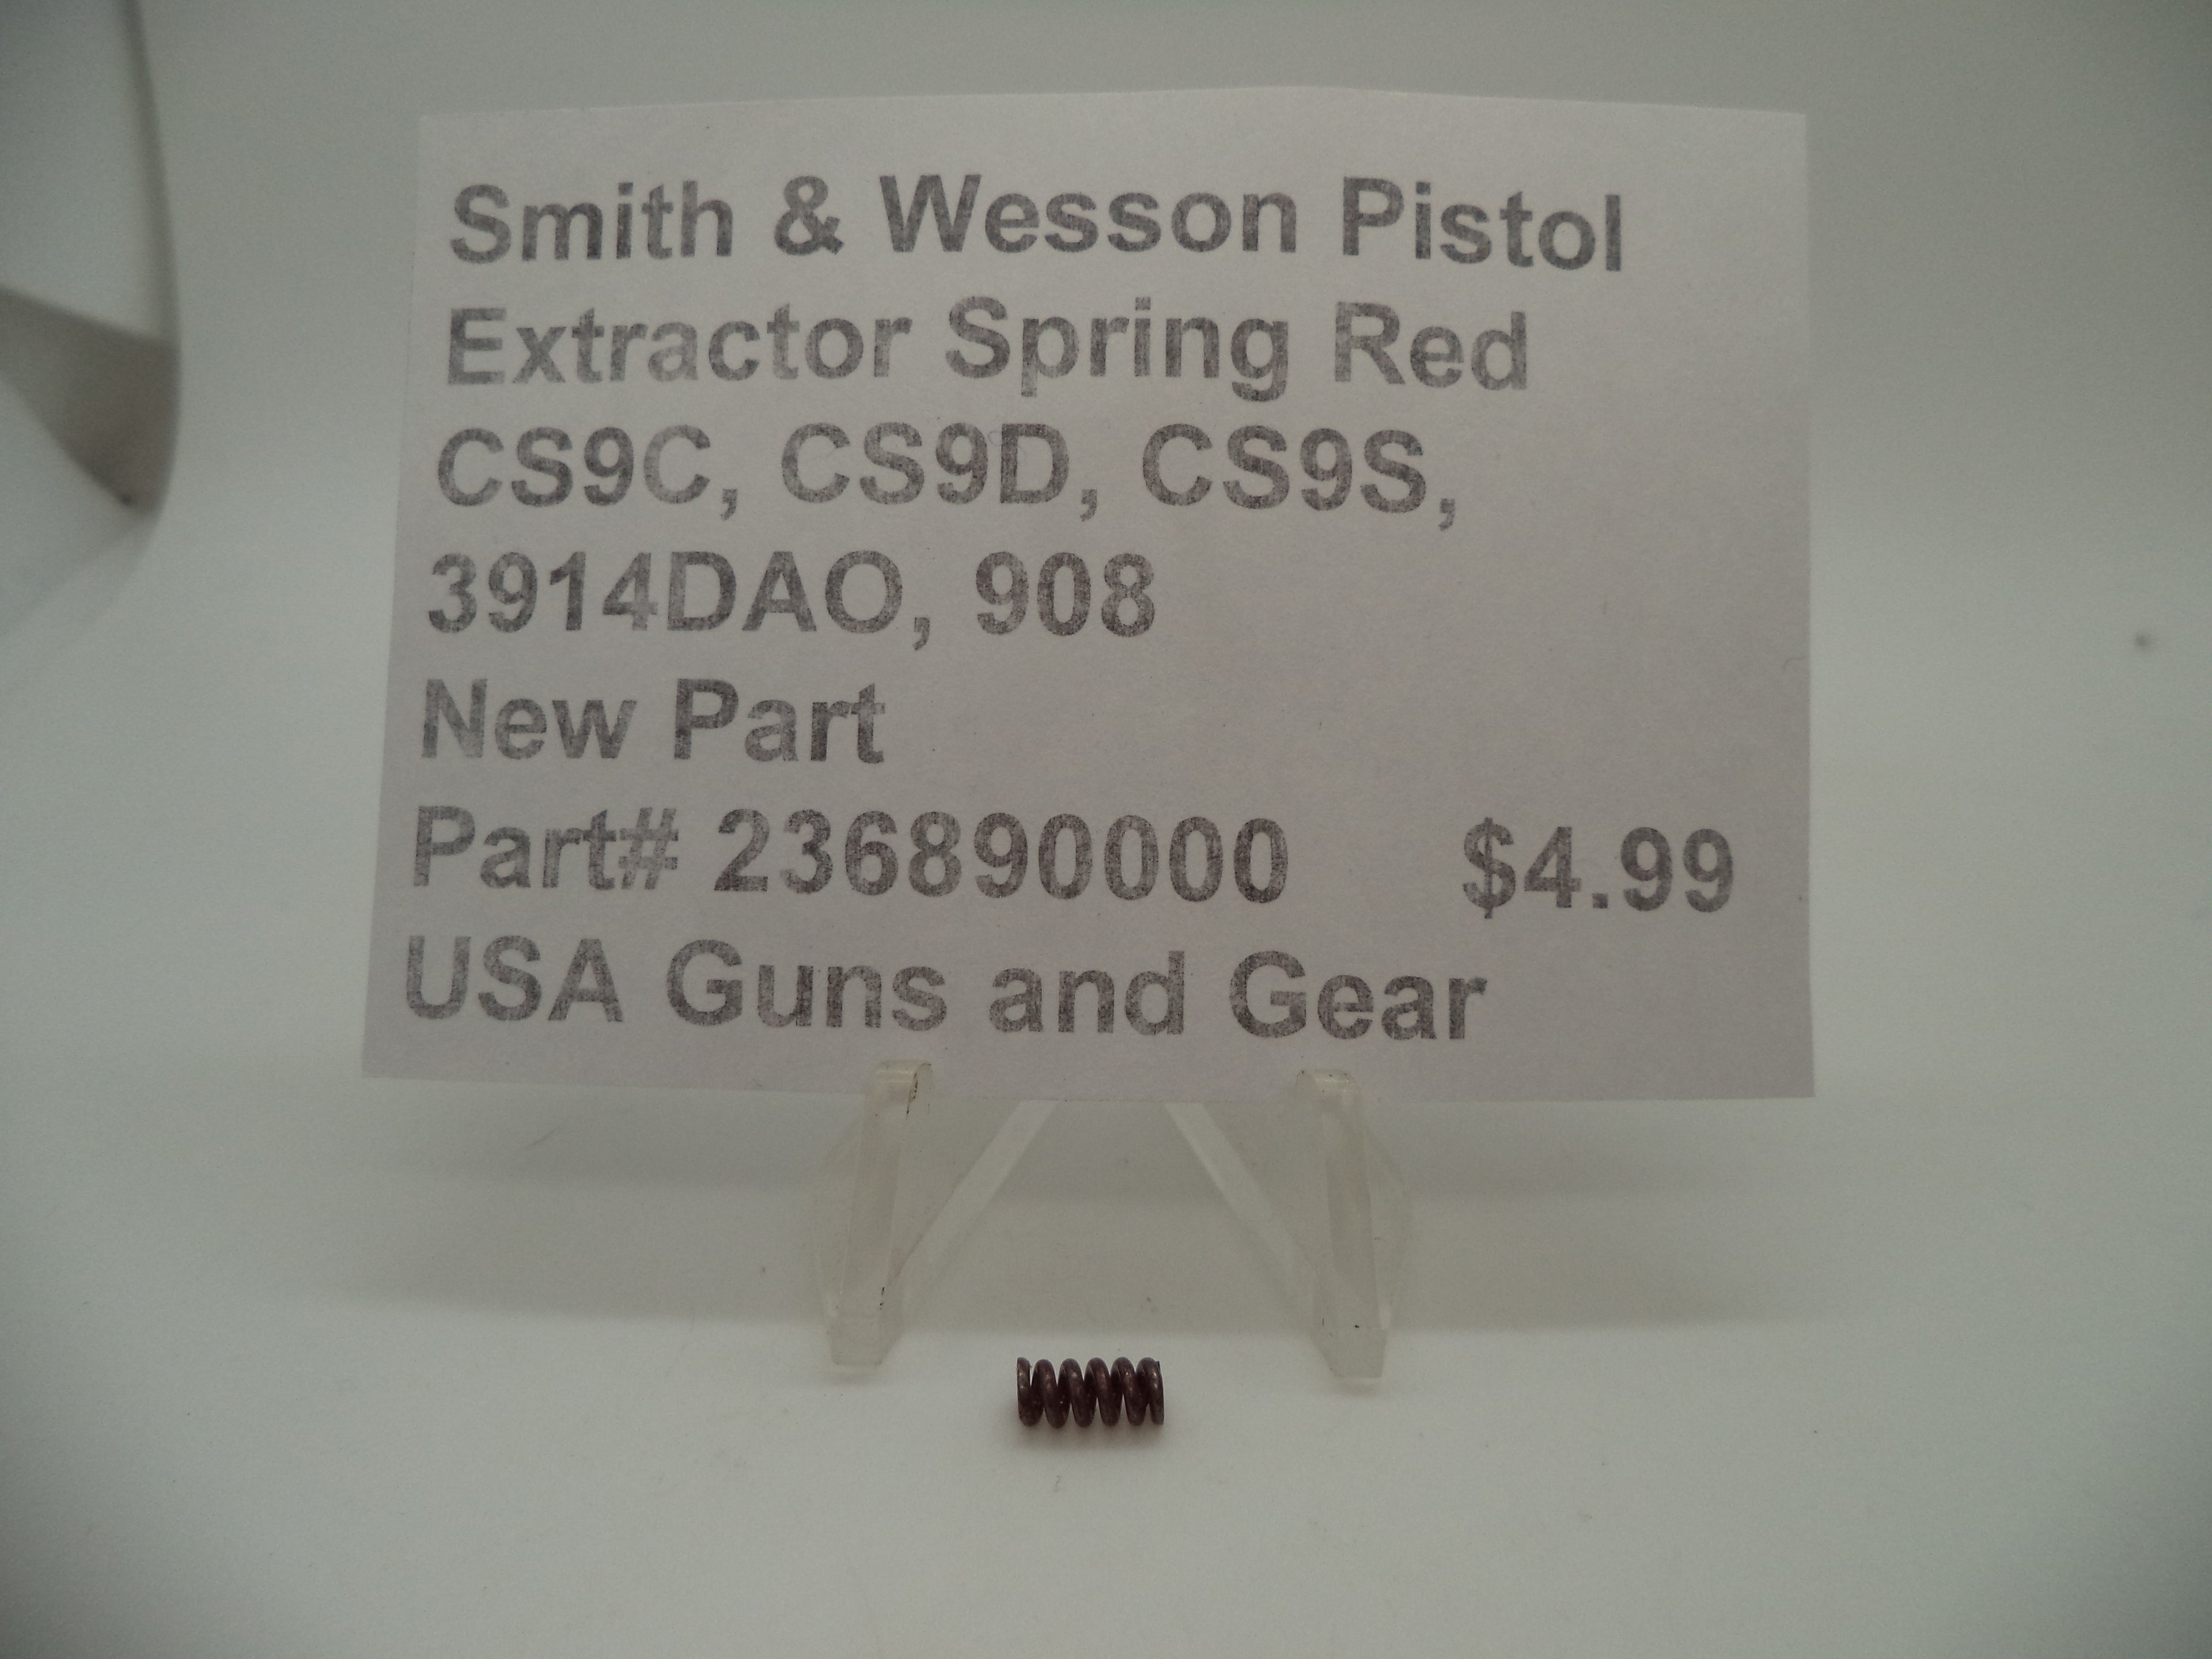 Smith & Wesson Pistol
Extractor Spring Red
CS9C, CS9D, CS9S,
3914DAO, 908
New Part
Part# 236890000 $4.99
USA Guns and Gear